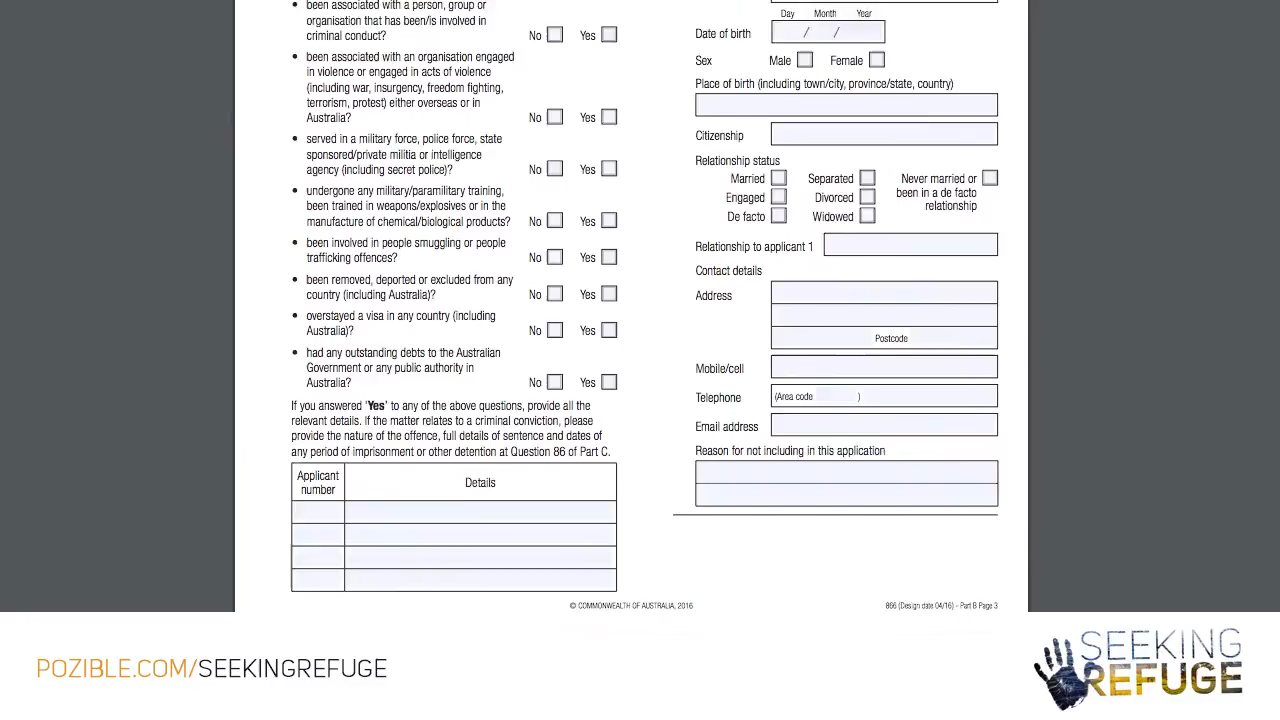 been associated with a person, group or
organisation that has been/is involved in
criminal conduct? No Yes
• been associated with an organisation engaged
in violence or engaged in acts of violence
(including war, insurgency, freedom fighting,
terrorism, protest) either overseas or in
Australia? No Yes
• served in a military force, police force, state
sponsored/private militia or intelligence
agency (including secret police)? No Yes
• undergone any military/paramilitary training,
been trained in weapons/explosives or in the
manufacture of chemical/biological products? No Yes
• been involved in people smuggling or people
trafficking offences? No Yes
• been removed, deported or excluded from any
country (including Australia)? No Yes
• overstayed a visa in any country (including
Australia)? No Yes
• had any outstanding debts to the Australian
Government or any public authority in
Australia? No Yes
If you answered 'Yes' to any of the above questions, provide all the
relevant details. If the matter relates to a criminal conviction, please
provide the nature of the offence, full details of sentence and dates of
any period of imprisonment or other detention at Question 86 of Part C.
Applicant
number
Details
Day Month Year
Date of birth / /
Sex Male Female
Place of birth (including town/city, province/state, country)
Citizenship
Relationship status
Married Separated Never married or
been in a de facto
relationship
Engaged Divorced
De facto Widowed
Relationship to applicant 1
Contact details
Address
Postcode
Mobile/cell
Telephone (Area code )
Email address
Reason for not including in this application
© COMMONWEALTH OF AUSTRALIA, 2016
866 (Design date 04/16) - Part B Page 3
POZIBLE.COM/SEEKINGREFUGE
SEEKING
REFUGE